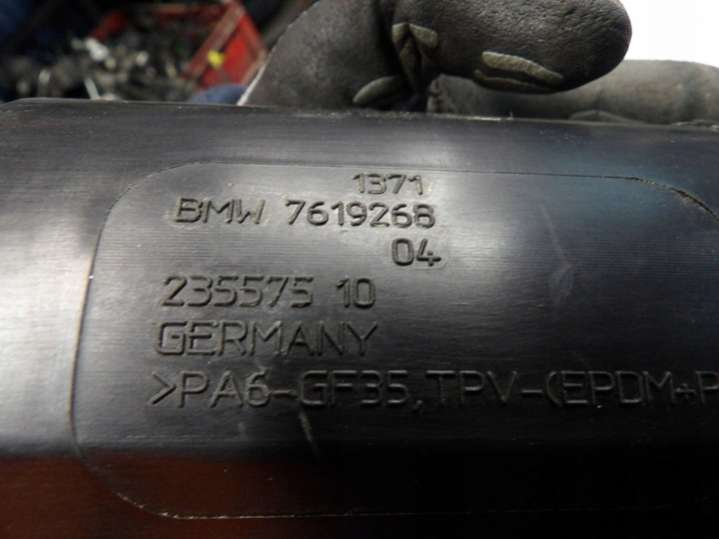 1371
BMW 7619268
04
235575 10
GERMANY
>PA6-GF35,TPV-(EPDM+P